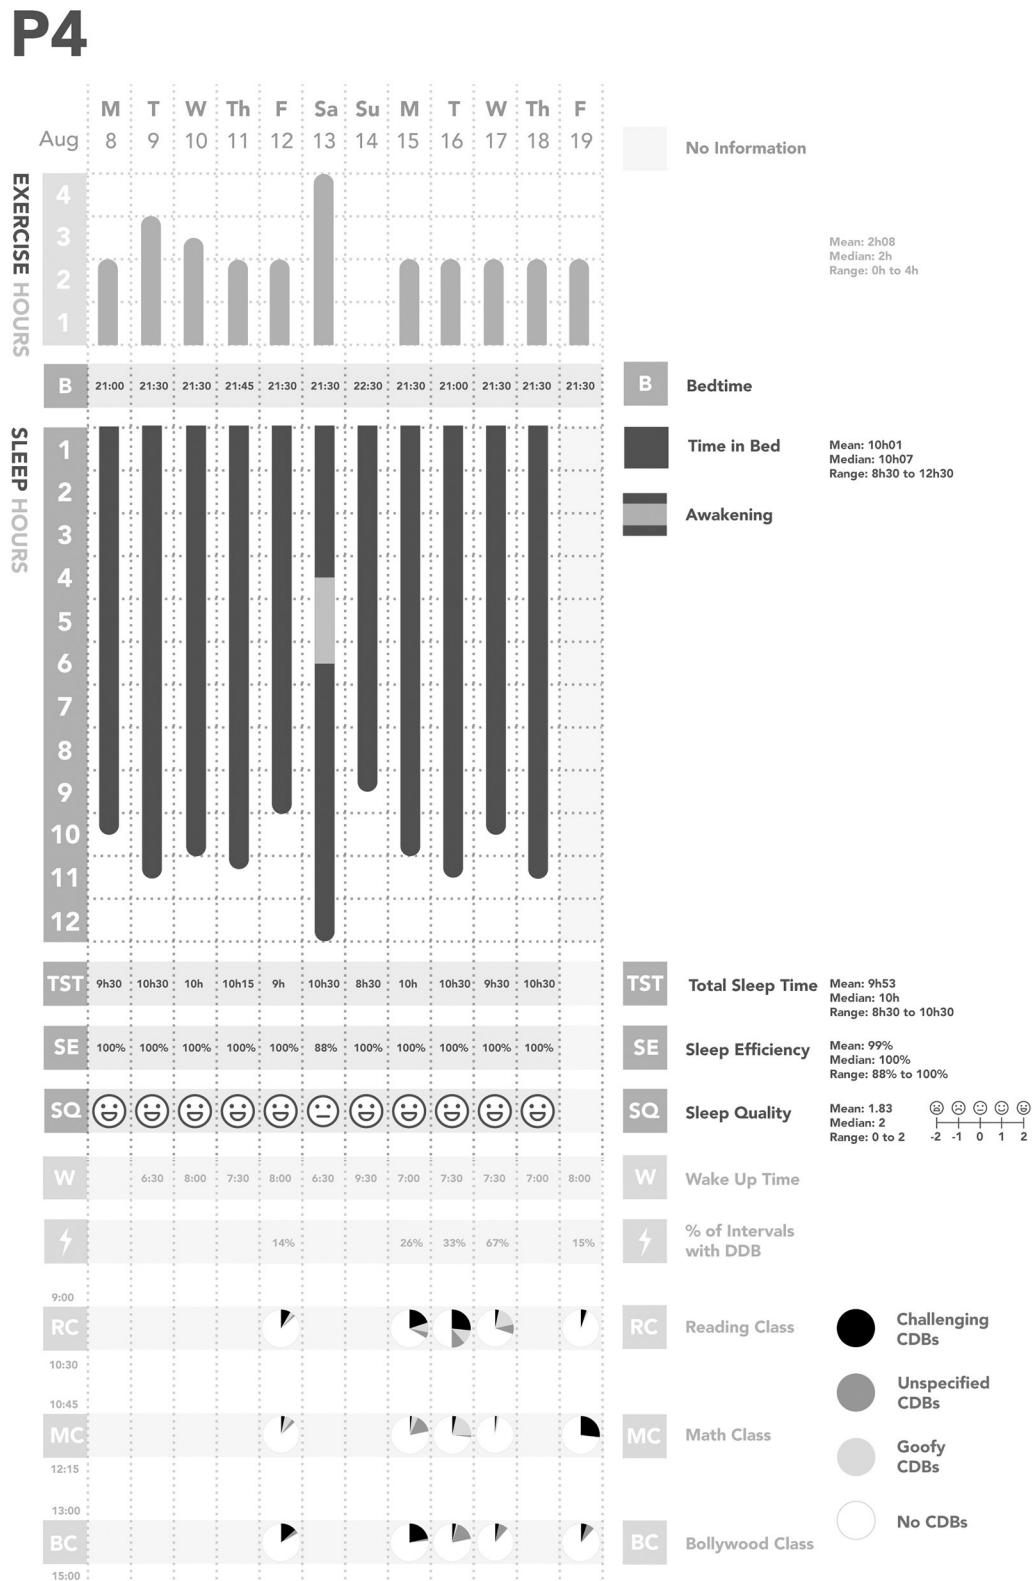 P4
M T W Th F Sa Su M T W Th F
Aug 8 9 10 11 12 13 14 15 16 17 18 19
No Information
EXERCISE HOURS
4
3
2
1
Mean: 2h08
Median: 2h
Range: 0h to 4h
B 21:00 21:30 21:30 21:45 21:30 21:30 22:30 21:30 21:00 21:30 21:30 21:30
B Bedtime
SLEEP HOURS
1
2
3
4
5
6
7
8
9
10
11
12
Time in Bed
Mean: 10h01
Median: 10h07
Range: 8h30 to 12h30
Awakening
TST 9h30 10h30 10h 10h15 9h 10h30 8h30 10h 10h30 9h30 10h30
TST Total Sleep Time
Mean: 9h53
Median: 10h
Range: 8h30 to 10h30
SE 100% 100% 100% 100% 100% 88% 100% 100% 100% 100% 100%
SE Sleep Efficiency
Mean: 99%
Median: 100%
Range: 88% to 100%
SQ
SQ Sleep Quality
Mean: 1.83
Median: 2
Range: 0 to 2
-2 -1 0 1 2
W 6:30 8:00 7:30 8:00 6:30 9:30 7:00 7:30 7:30 7:00 8:00
W Wake Up Time
14% 26% 33% 67% 15%
% of Intervals
with DDB
9:00
RC
10:30
RC Reading Class
10:45
MC
12:15
MC Math Class
13:00
BC
15:00
BC Bollywood Class
Challenging
CDBs
Unspecified
CDBs
Goofy
CDBs
No CDBs